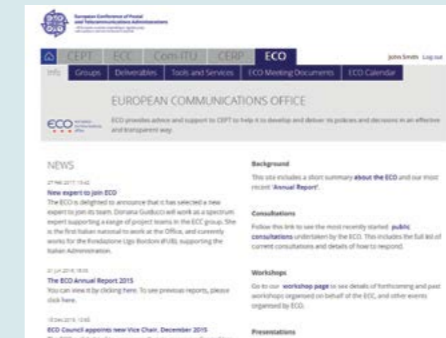 European Conference of Postal
and Telecommunications Administrations
CEPT ECC Com-ITU CERP ECO
John Smith Log out
Info Groups Deliverables Tools and Services ECO Meeting Documents ECO Calendar
EUROPEAN COMMUNICATIONS OFFICE
ECO
ECO provides advice and support to CEPT to help it to develop and deliver its policies and decisions in an effective
and transparent way.
NEWS
New expert to join ECO
The ECO is delighted to announce that it has selected a new
expert to join its team. Doriana Guiducci will work as a spectrum
expert supporting a range of project teams in the ECC group. She
is the first Italian national to work at the Office, and currently
works for the Fondazione Ugo Bordoni (FUB), supporting the
Italian Administration.
The ECO Annual Report 2015
You can view it by clicking here. To see previous reports, please
click here.
ECO Council appoints new Vice Chair, December 2015
Background
This site includes a short summary about the ECO and our most
recent 'Annual Report'.
Consultations
Follow this link to see the most recently started public
consultations undertaken by the ECO. This includes the full list of
current consultations and details of how to respond.
Workshops
Go to our workshop page to see details of forthcoming and past
workshops organised on behalf of the ECC, and other events
organised by ECO.
Presentations